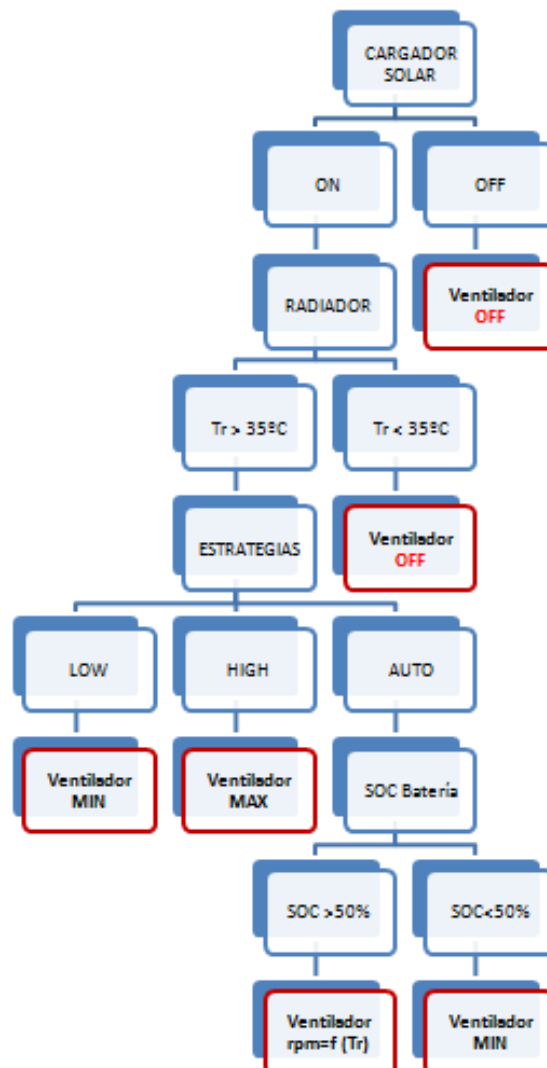 CARGADOR
SOLAR
ON
OFF
RADIADOR
Ventilador
OFF
Tr > 35ºC
Tr < 35ºC
ESTRATEGIAS
Ventilador
OFF
LOW
HIGH
AUTO
Ventilador
MIN
Ventilador
MAX
SOC Batería
SOC >50%
SOC<50%
Ventilador
rpm=f (Tr)
Ventilador
MIN